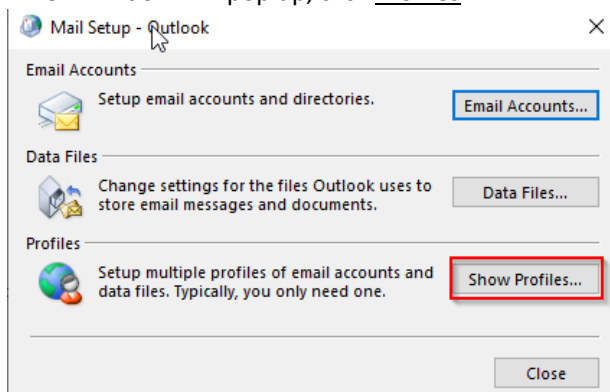 pop up,
Mail Setup - Outlook
Email Accounts
Setup email accounts and directories.
Email Accounts...
Data Files
Change settings for the files Outlook uses to
store email messages and documents.
Data Files...
Profiles
Setup multiple profiles of email accounts and
data files. Typically, you only need one.
Show Profiles...
Close